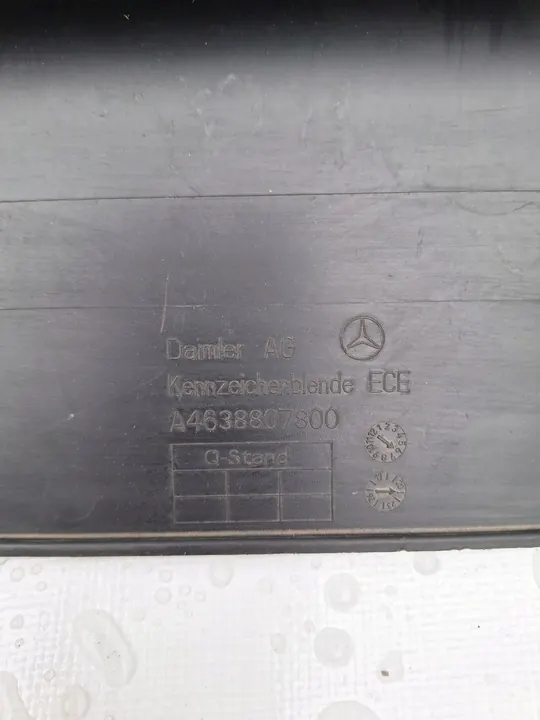 Daimler AG
Kennzeichenblende ECE
A4638807800
Q-Stand